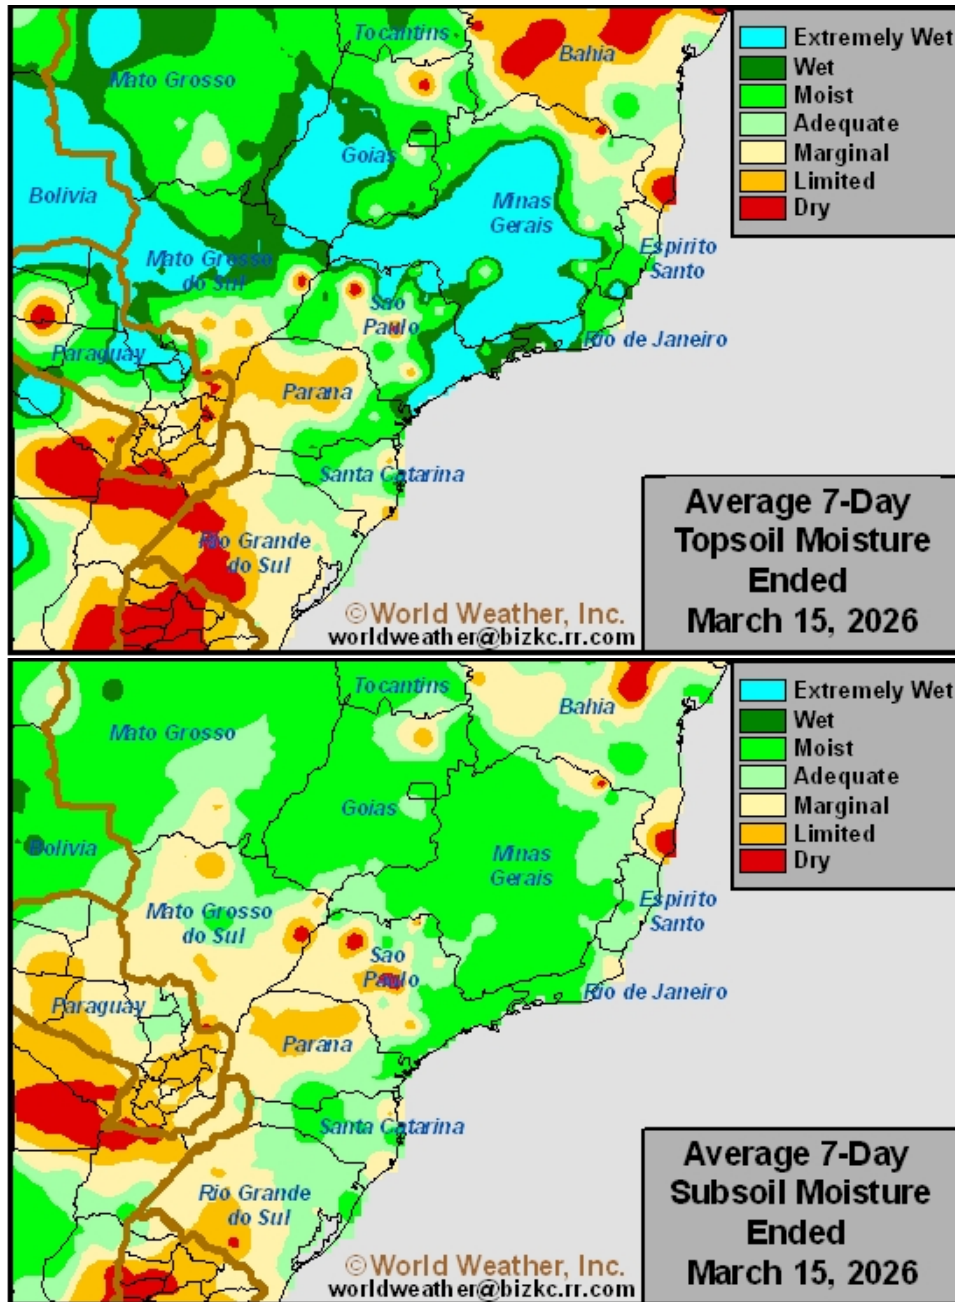 Tocantins
Bahia
Mato Grosso
Goias
Bolivia
Minas
Gerais
Mato Grosso
do Sul
Espirito
Santo
Sao
Paulo
Rio de Janeiro
Paraguay
Parana
Santa Catarina
Rio Grande
do Sul
Extremely Wet
Wet
Moist
Adequate
Marginal
Limited
Dry
Average 7-Day
Topsoil Moisture
Ended
March 15, 2026
©World Weather, Inc.
worldweather@bizkc.rr.com
Tocantins
Bahia
Mato Grosso
Goias
Bolivia
Minas
Gerais
Mato Grosso
do Sul
Espirito
Santo
Sao
Paulo
Rio de Janeiro
Paraguay
Parana
Santa Catarina
Rio Grande
do Sul
Extremely Wet
Wet
Moist
Adequate
Marginal
Limited
Dry
Average 7-Day
Subsoil Moisture
Ended
March 15, 2026
©World Weather, Inc.
worldweather@bizkc.rr.com